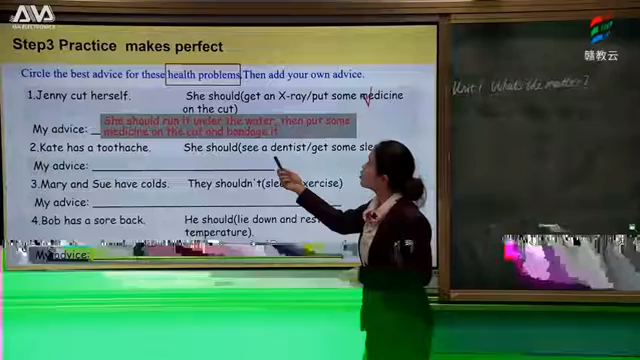 AVA
AVA ELECTRONICS
Step3 Practice makes perfect
赣教云
Circle the best advice for these health problems. Then add your own advice.
Unit 1 What's the matter?
1.Jenny cut herself. She should(get an X-ray/put some medicine
on the cut)
She should run it under the water, then put some
My advice:
medicine on the cut and bandage it
2.Kate has a toothache. She should(see a dentist/get some
My advice:
3.Mary and Sue have colds. They shouldn't(sleep
My advice:
4.Bob has a sore back. He should(lie down and rest
temperature).
My advice: